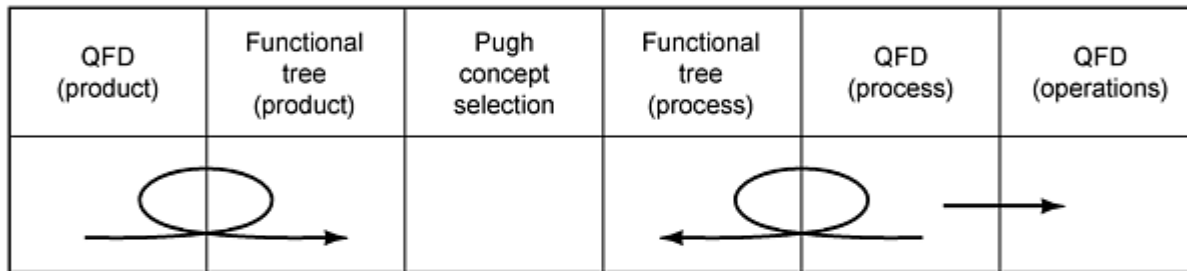 QFD
(product)
Functional
tree
(product)
Pugh
concept
selection
Functional
tree
(process)
QFD
(process)
QFD
(operations)